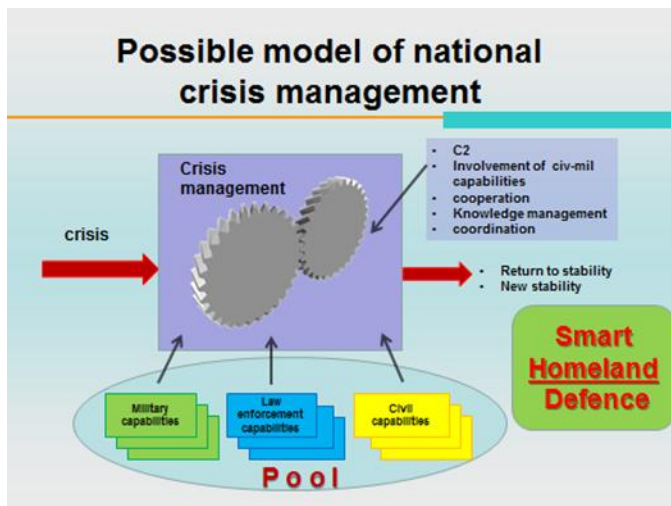 Possible model of national
crisis management
Crisis
management
• C2
• Involvement of civ-mil
capabilities
• cooperation
• Knowledge management
• coordination
crisis
• Return to stability
• New stability
Smart
Homeland
Defence
Military
capabilities
Law
enforcement
capabilities
Civil
capabilities
Pool